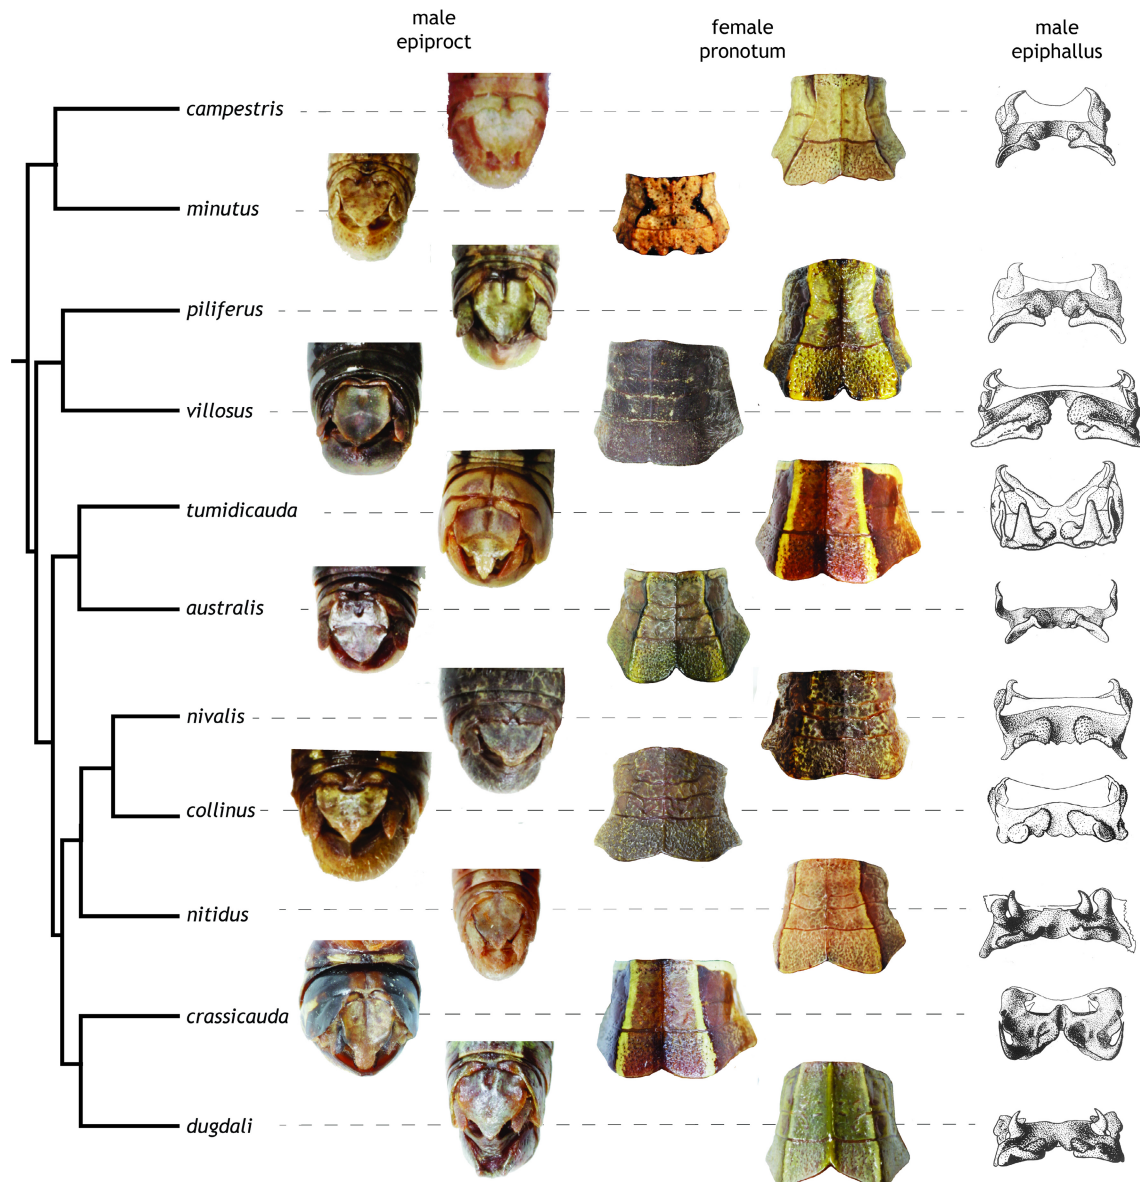 male
epiproct
female
pronotum
male
epiphallus
campestris
minutus
piliferus
villosus
tumidicauda
australis
nivalis
collinus
nitidus
crassicauda
dugdali